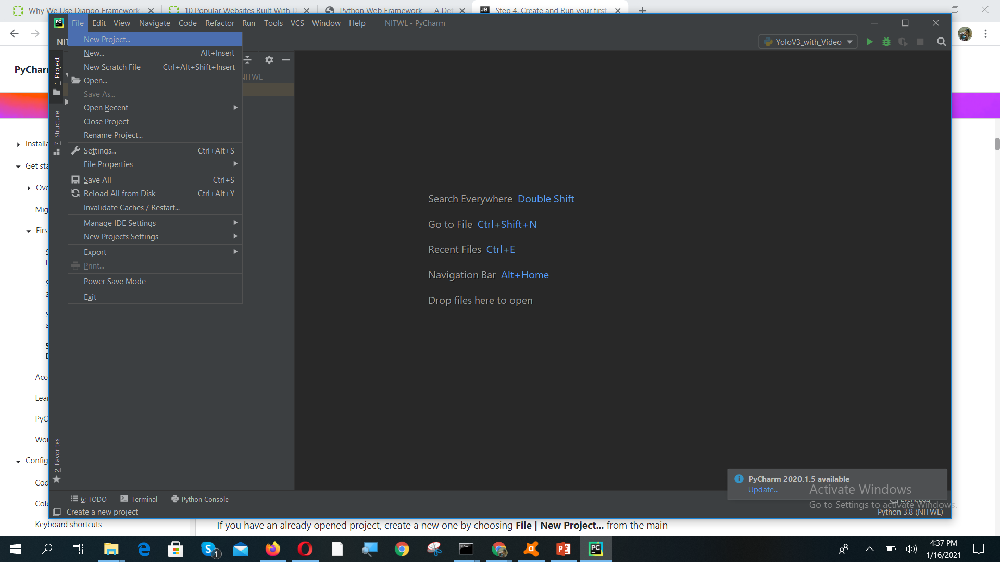 Why We Use Django Framework
10 Popular Websites Built With D
Python Web Framework — A Det
Step 4. Create and Run your first
File Edit View Navigate Code Refactor Run Tools VCS Window Help NITWL - PyCharm
NIT
YoloV3_with_Video
New Project...
New... Alt+Insert
New Scratch File Ctrl+Alt+Shift+Insert
Open...
Save As...
Open Recent
Close Project
Rename Project...
Settings... Ctrl+Alt+S
File Properties
Save All Ctrl+S
Reload All from Disk Ctrl+Alt+Y
Invalidate Caches / Restart...
Manage IDE Settings
New Projects Settings
Export
Print...
Power Save Mode
Exit
NITWL
1: Project
7: Structure
2: Favorites
PyChar
Installa
Get sta
Ove
Mig
Firs
Acce
Lear
PyC
Wor
Config
Cod
Colo
Keyboard shortcuts
Search Everywhere Double Shift
Go to File Ctrl+Shift+N
Recent Files Ctrl+E
Navigation Bar Alt+Home
Drop files here to open
PyCharm 2020.1.5 available
Update...
Activate Windows
Go to Settings to activate Windows.
Event Log
6: TODO Terminal Python Console
Create a new project
Python 3.8 (NITWL)
If you have an already opened project, create a new one by choosing File | New Project... from the main
1
4:37 PM
1/16/2021